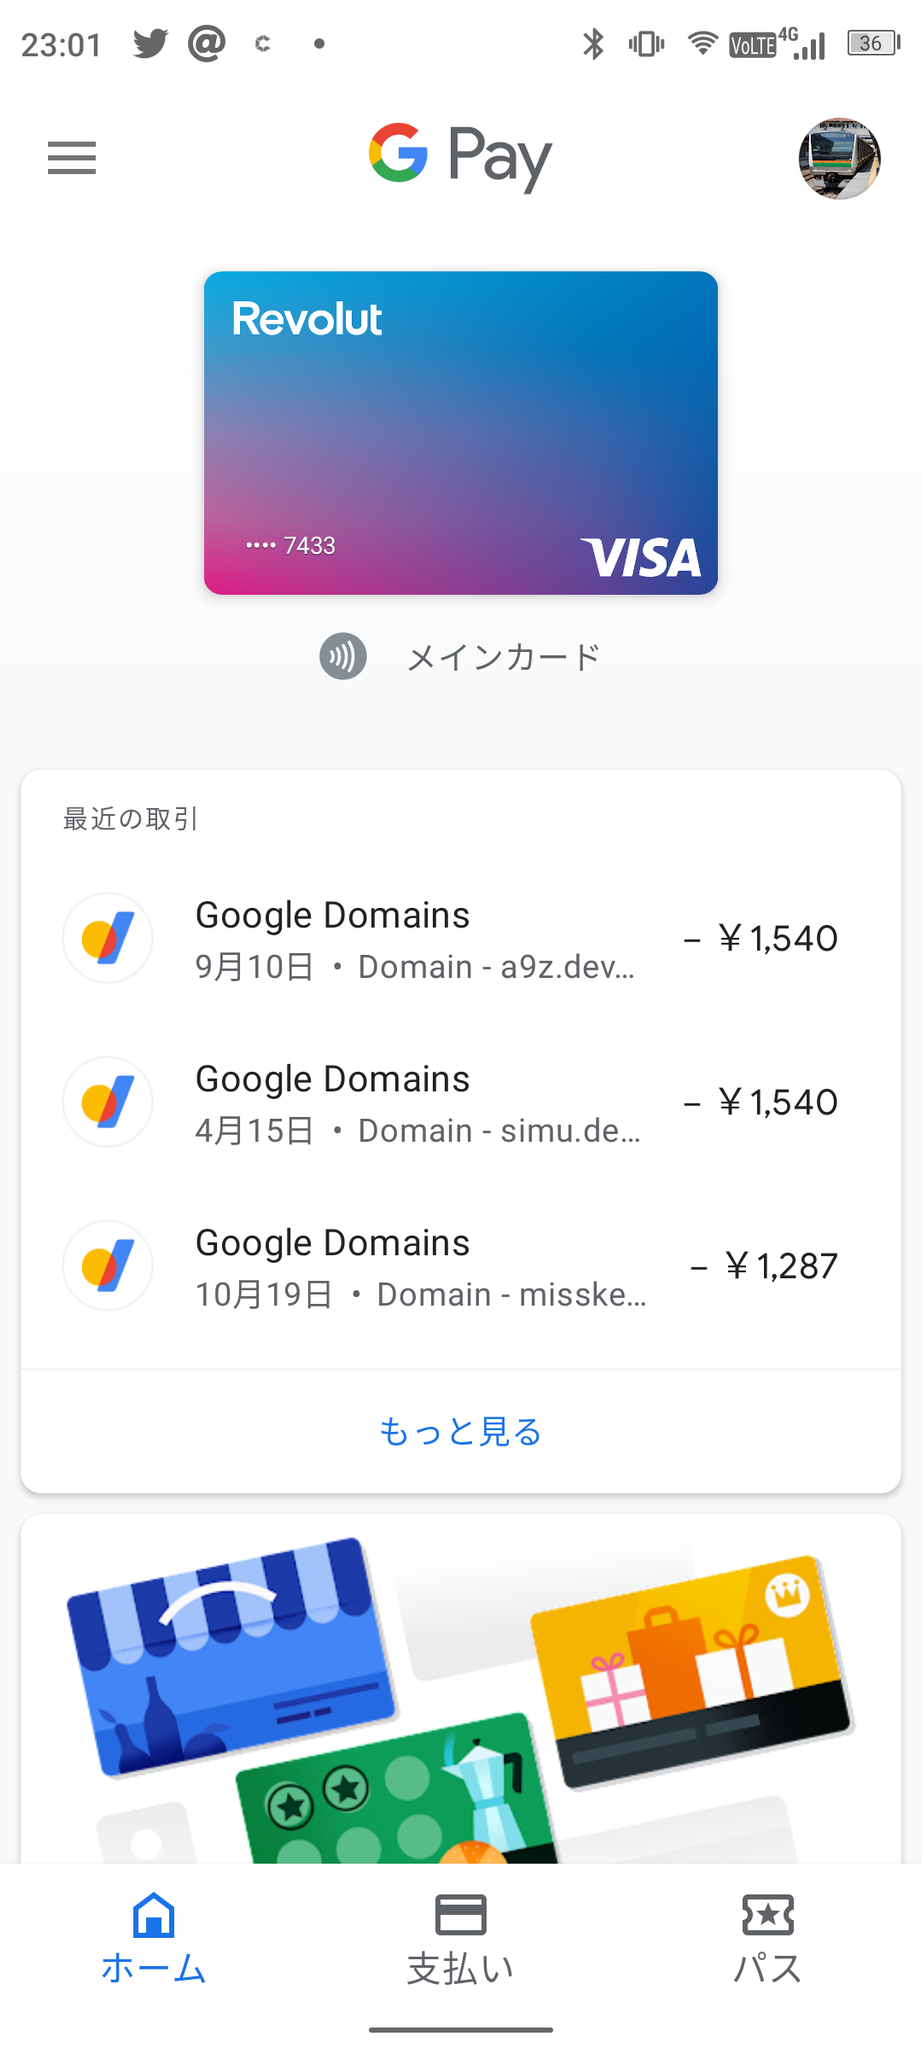 23:01
VoLTE 4G 36
G Pay
Revolut
•••• 7433
VISA
メインカード
最近の取引
Google Domains
9月10日 • Domain - a9z.dev...
− ￥1,540
Google Domains
4月15日 • Domain - simu.de...
− ￥1,540
Google Domains
10月19日 • Domain - misske...
− ￥1,287
もっと見る
ホーム
支払い
パス